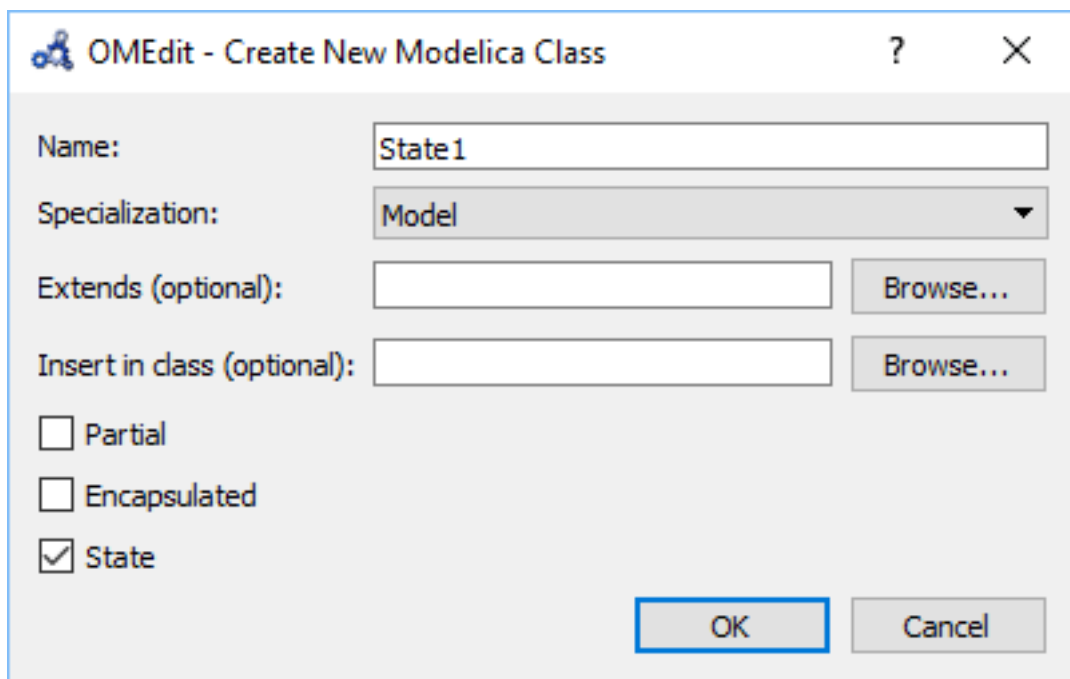 OMEdit - Create New Modelica Class ?
Name: State1
Specialization: Model
Extends (optional): Browse...
Insert in class (optional): Browse...
Partial
Encapsulated
State
OK Cancel